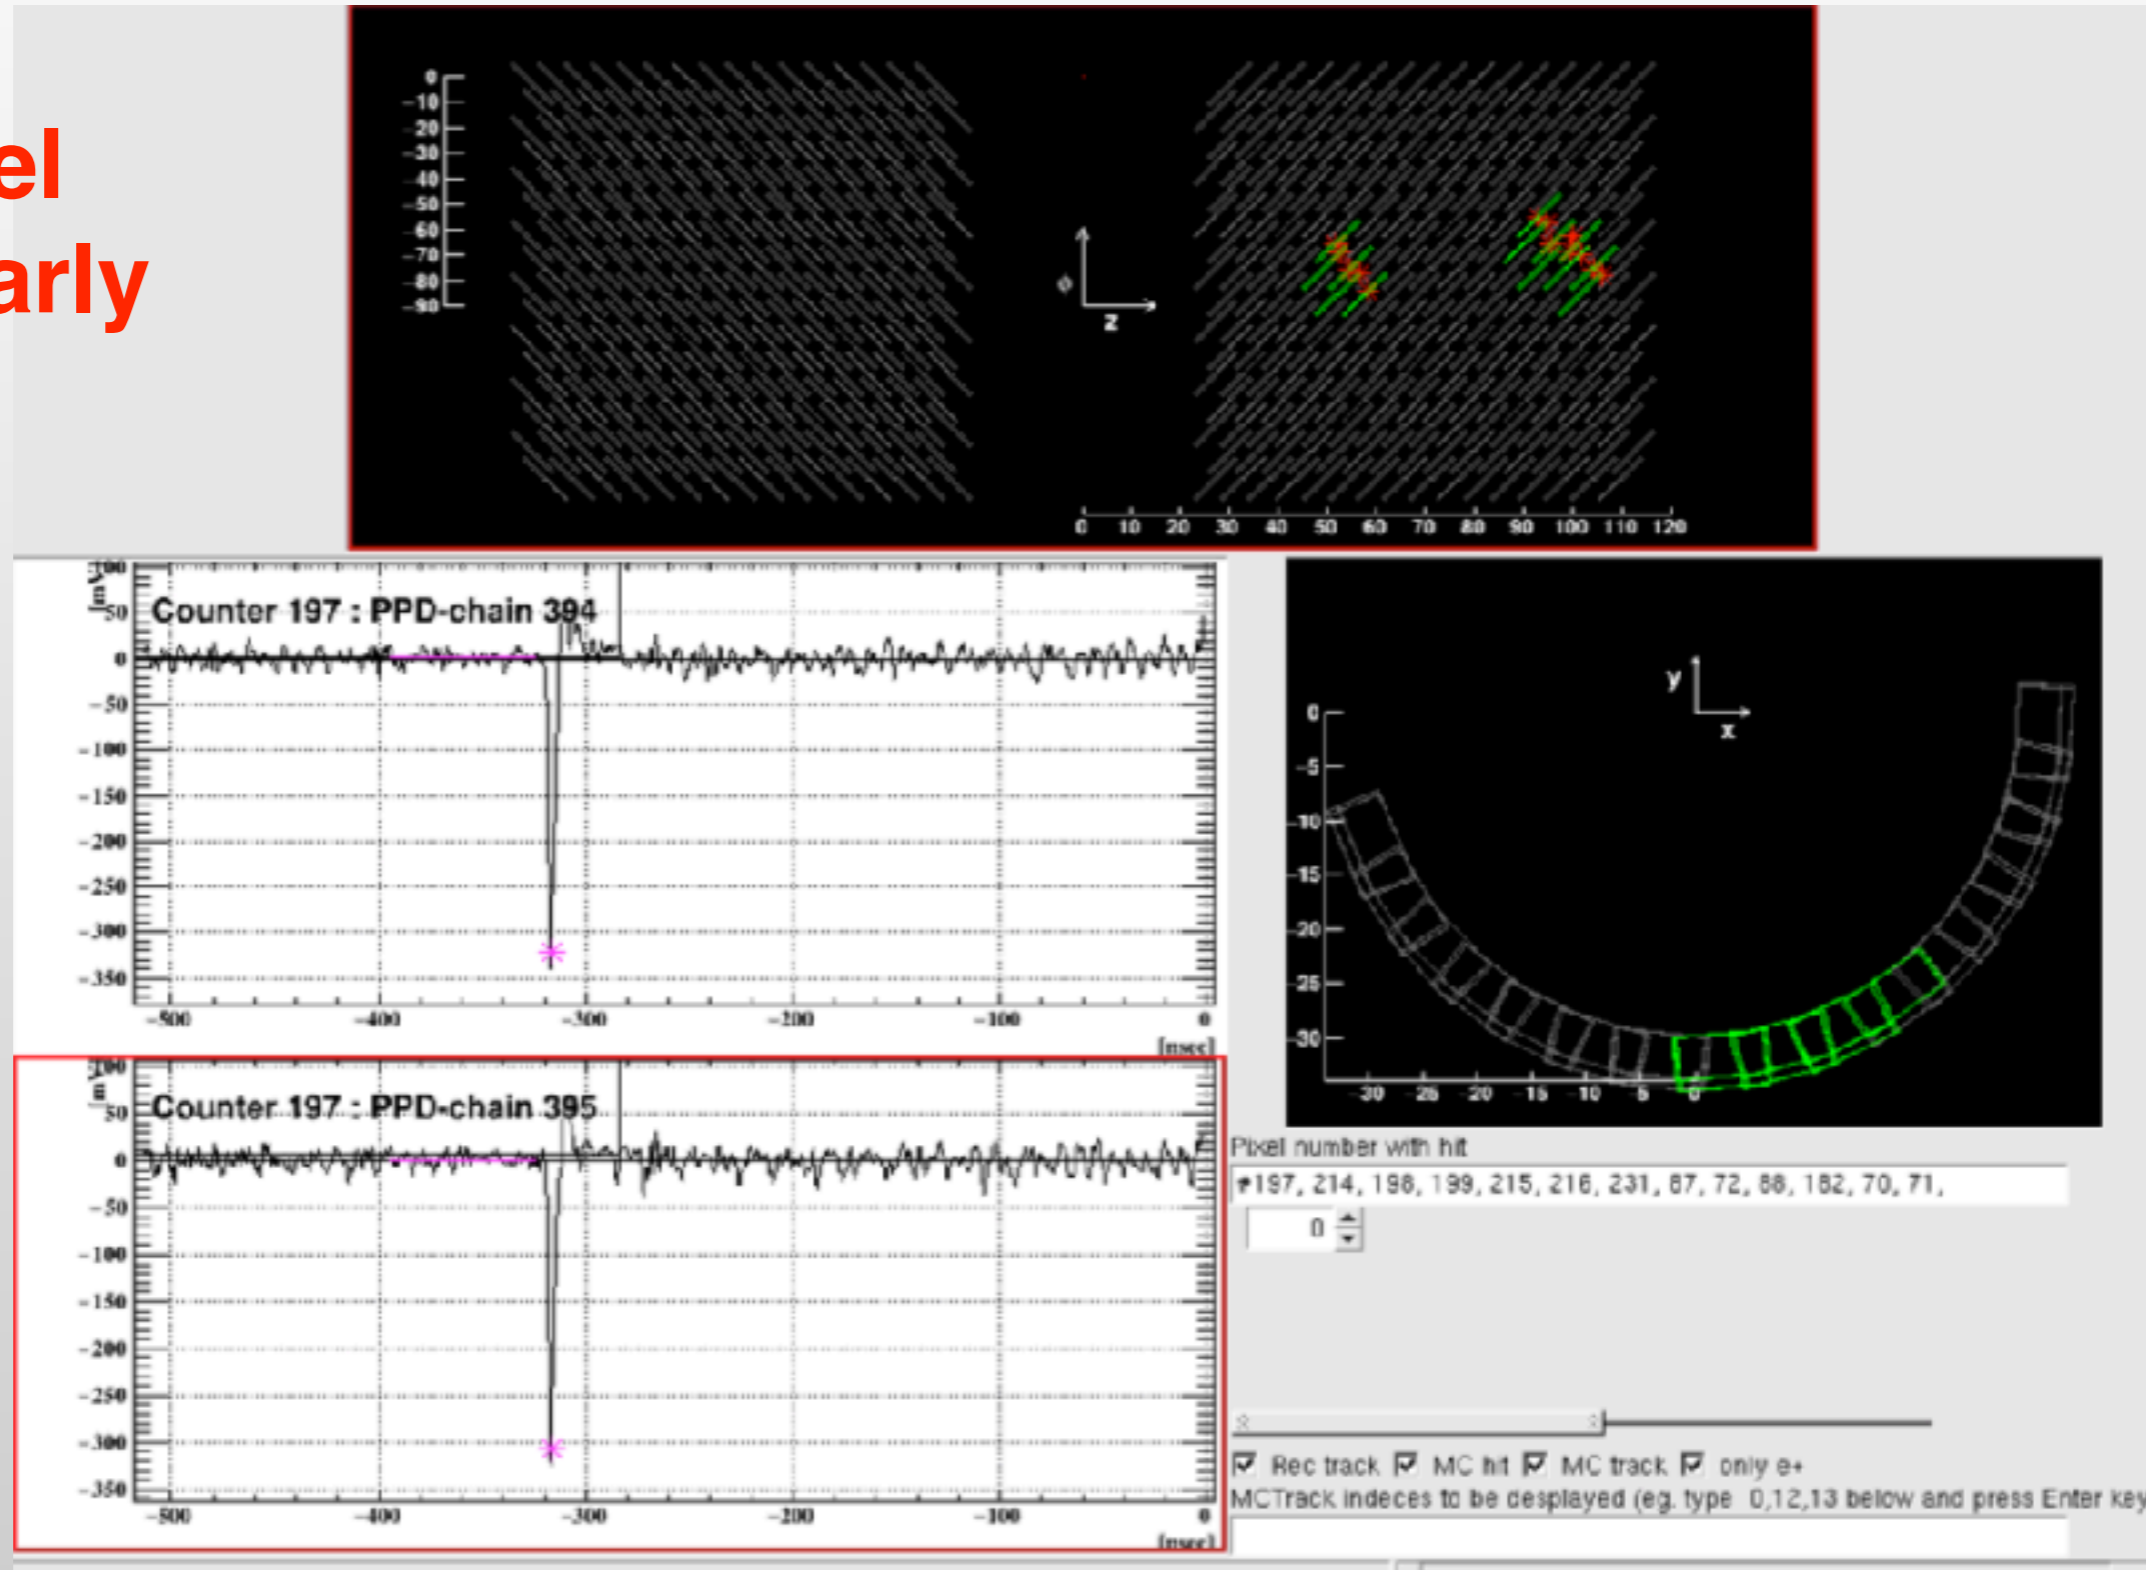 el
arly
0
-10
-20
-30
-40
-50
-60
-70
-80
-90
ϕ
z
0 10 20 30 40 50 60 70 80 90 100 110 120
100
50
0
-50
-100
-150
-200
-250
-300
-350
Counter 197 : PPD-chain 394
-500 -400 -300 -200 -100 0
[nsec]
100
50
0
-50
-100
-150
-200
-250
-300
-350
Counter 197 : PPD-chain 395
-500 -400 -300 -200 -100 0
[nsec]
y
x
0
-5
-10
-15
-20
-25
-30
-30 -25 -20 -15 -10 -5 0
Pixel number with hit
197, 214, 198, 199, 215, 216, 231, 87, 72, 88, 182, 70, 71,
0
Rec track MC hit MC track only e+
MCTrack indeces to be desplayed (eg. type 0,12,13 below and press Enter key